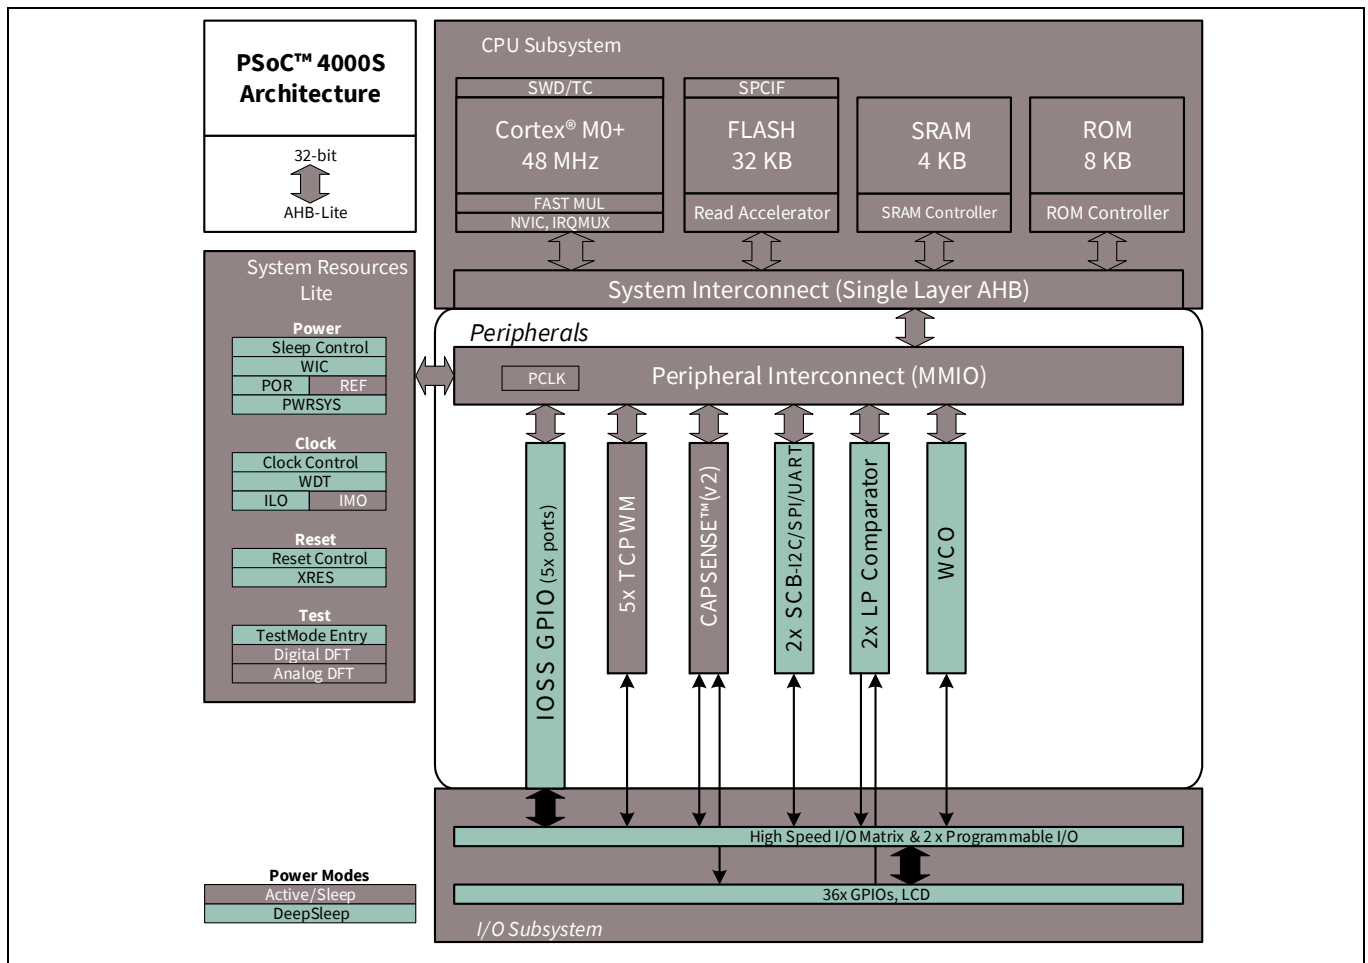 PSoC™ 4000S
Architecture
32-bit
AHB-Lite
CPU Subsystem
SWD/TC
Cortex® M0+
48 MHz
FAST MUL
NVIC, IRQMUX
SPCIF
FLASH
32 KB
Read Accelerator
SRAM
4 KB
SRAM Controller
ROM
8 KB
ROM Controller
System Interconnect (Single Layer AHB)
System Resources
Lite
Power
Sleep Control
WIC
POR REF
PWRSYS
Clock
Clock Control
WDT
ILO IMO
Reset
Reset Control
XRES
Test
TestMode Entry
Digital DFT
Analog DFT
Peripherals
PCLK
Peripheral Interconnect (MMIO)
IOSS GPIO (5x ports)
5x TCPWM
CAPSENSE™(v2)
2x SCB-I2C/SPI/UART
2x LP Comparator
WCO
High Speed I/O Matrix & 2 x Programmable I/O
36x GPIOs, LCD
I/O Subsystem
Power Modes
Active/Sleep
DeepSleep